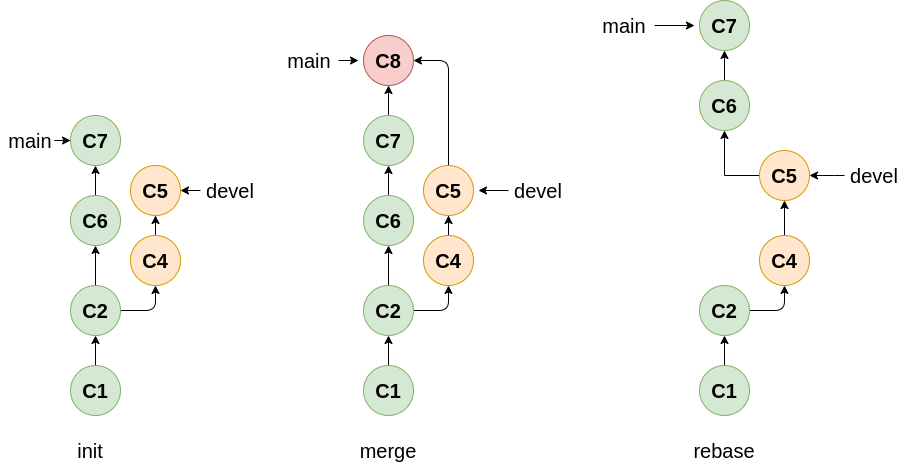 main
C7
C5
devel
C6
C4
C2
C1
init
main
C8
C7
C5
devel
C6
C4
C2
C1
merge
main
C7
C6
C5
devel
C4
C2
C1
rebase